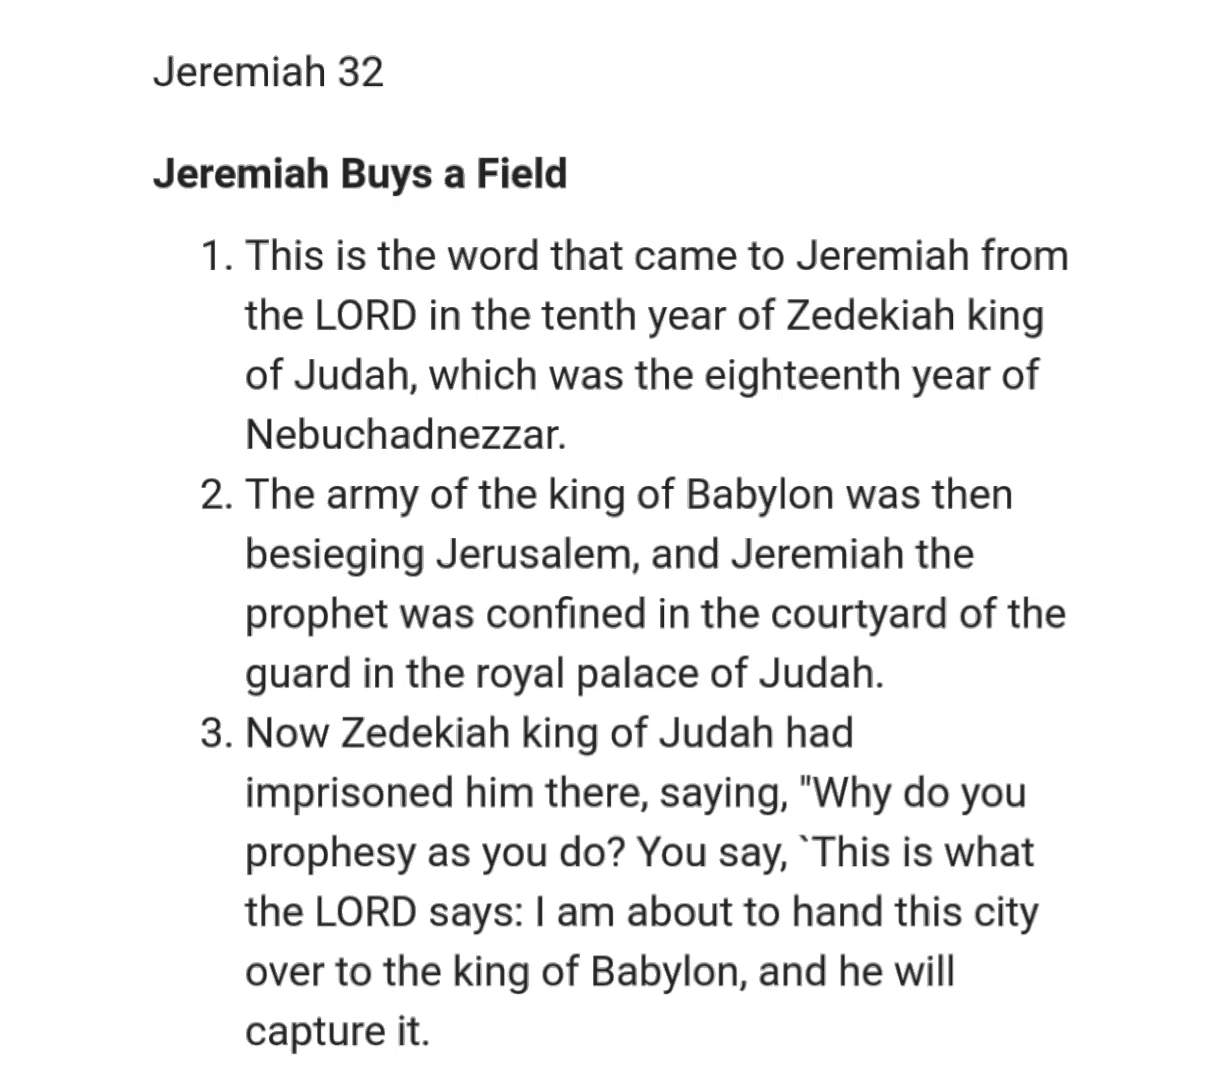 Jeremiah 32
Jeremiah Buys a Field
1. This is the word that came to Jeremiah from
the LORD in the tenth year of Zedekiah king
of Judah, which was the eighteenth year of
Nebuchadnezzar.
2. The army of the king of Babylon was then
besieging Jerusalem, and Jeremiah the
prophet was confined in the courtyard of the
guard in the royal palace of Judah.
3. Now Zedekiah king of Judah had
imprisoned him there, saying, "Why do you
prophesy as you do? You say, `This is what
the LORD says: I am about to hand this city
over to the king of Babylon, and he will
capture it.